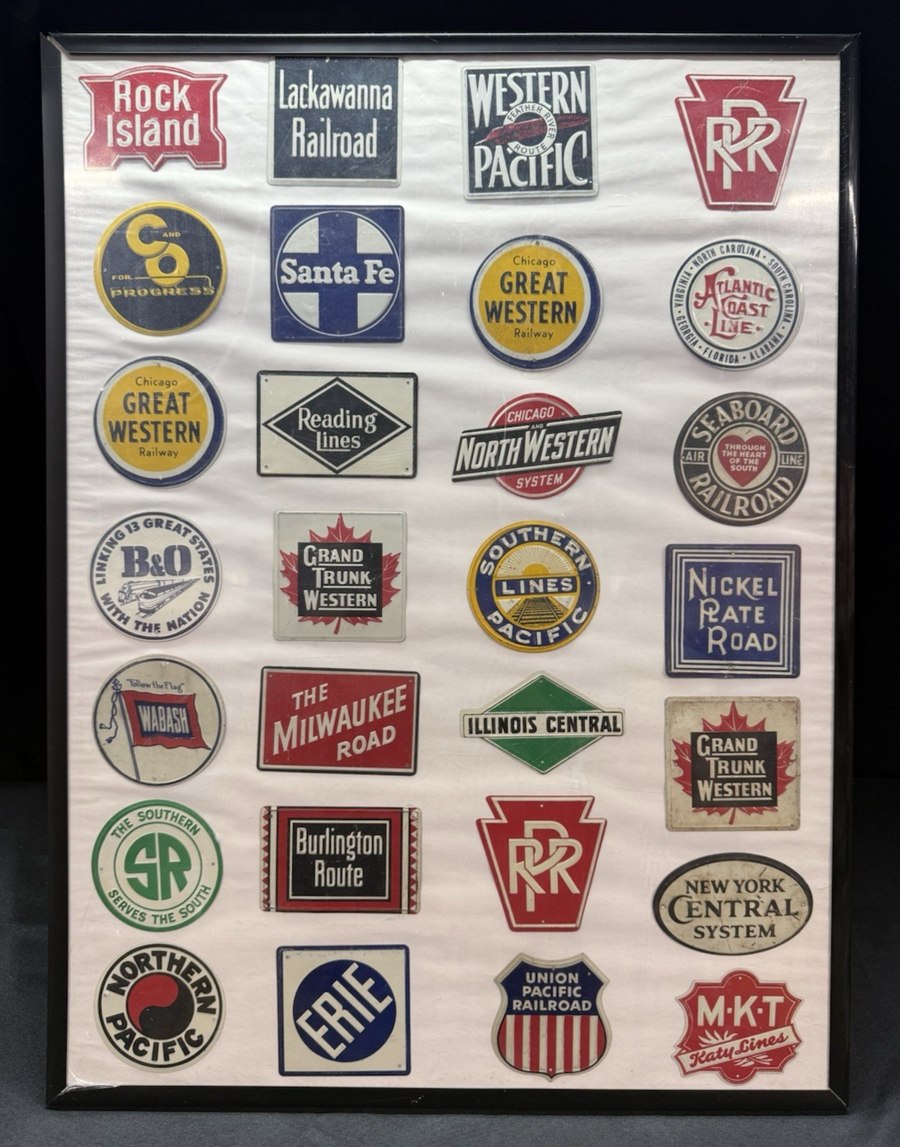 Rock
Island
Lackawanna
Railroad
WESTERN
FEATHER RIVER
ROUTE
PACIFIC
PRR
C AND O
FOR
PROGRESS
Santa Fe
Chicago
GREAT
WESTERN
Railway
VIRGINIA · NORTH CAROLINA · SOUTH CAROLINA
ATLANTIC
COAST
LINE
GEORGIA · FLORIDA · ALABAMA
Chicago
GREAT
WESTERN
Railway
Reading
Lines
CHICAGO
AND
NORTH WESTERN
SYSTEM
SEABOARD
AIR LINE
THROUGH
THE HEART
OF THE
SOUTH
RAILROAD
LINKING 13 GREAT STATES
B&O
WITH THE NATION
GRAND
TRUNK
WESTERN
SOUTHERN
LINES
PACIFIC
NICKEL
PLATE
ROAD
"Follow the Flag"
WABASH
THE
MILWAUKEE
ROAD
ILLINOIS CENTRAL
GRAND
TRUNK
WESTERN
THE SOUTHERN
SR
SERVES THE SOUTH
Burlington
Route
PRR
NEW YORK
CENTRAL
SYSTEM
NORTHERN
PACIFIC
ERIE
UNION
PACIFIC
RAILROAD
M·K·T
Katy Lines